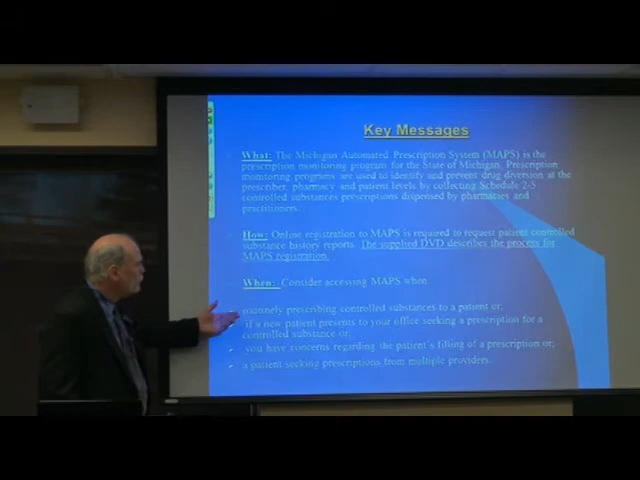 Key Messages
What: The Michigan Automated Prescription System (MAPS) is the
prescription monitoring program for the State of Michigan. Prescription
monitoring programs are used to identify and prevent drug diversion at the
prescriber, pharmacy and patient levels by collecting Schedule 2-5
controlled substances prescriptions dispensed by pharmacies and
practitioners.
How: Online registration to MAPS is required to request patient controlled
substance history reports. The supplied DVD describes the process for
MAPS registration.
When: Consider accessing MAPS when
routinely prescribing controlled substances to a patient or;
if a new patient presents to your office seeking a prescription for a
controlled substance or;
you have concerns regarding the patient's filling of a prescription or;
a patient seeking prescriptions from multiple providers.